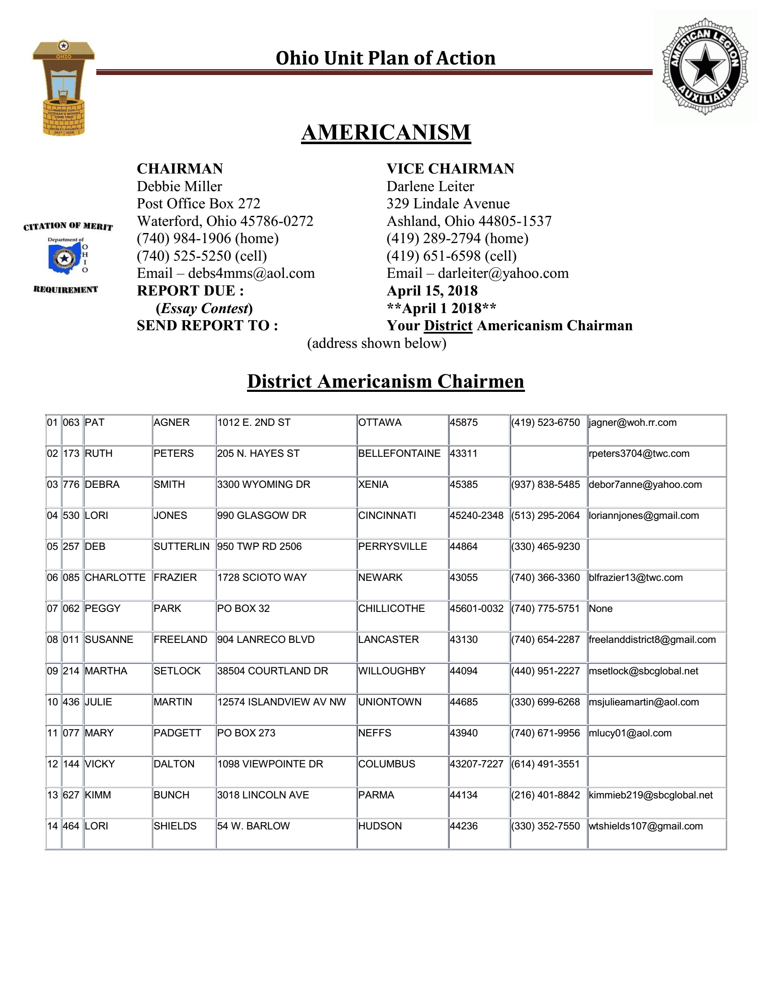 Ohio Unit Plan of Action
OHIO
MAKING OUR
VETERAN'S WISHES
COME TRUE
SHIRLEY MAURER
2017 - 2018
AMERICAN LEGION
AUXILIARY
AMERICANISM
CHAIRMAN
Debbie Miller
Post Office Box 272
Waterford, Ohio 45786-0272
(740) 984-1906 (home)
(740) 525-5250 (cell)
Email – debs4mms@aol.com
VICE CHAIRMAN
Darlene Leiter
329 Lindale Avenue
Ashland, Ohio 44805-1537
(419) 289-2794 (home)
(419) 651-6598 (cell)
Email – darleiter@yahoo.com
CITATION OF MERIT
Department of
OHIO
REQUIREMENT
REPORT DUE : April 15, 2018
(Essay Contest) **April 1 2018**
SEND REPORT TO : Your District Americanism Chairman
(address shown below)
District Americanism Chairmen
01 063 PAT AGNER 1012 E. 2ND ST OTTAWA 45875 (419) 523-6750 jagner@woh.rr.com
02 173 RUTH PETERS 205 N. HAYES ST BELLEFONTAINE 43311 rpeters3704@twc.com
03 776 DEBRA SMITH 3300 WYOMING DR XENIA 45385 (937) 838-5485 debor7anne@yahoo.com
04 530 LORI JONES 990 GLASGOW DR CINCINNATI 45240-2348 (513) 295-2064 loriannjones@gmail.com
05 257 DEB SUTTERLIN 950 TWP RD 2506 PERRYSVILLE 44864 (330) 465-9230
06 085 CHARLOTTE FRAZIER 1728 SCIOTO WAY NEWARK 43055 (740) 366-3360 blfrazier13@twc.com
07 062 PEGGY PARK PO BOX 32 CHILLICOTHE 45601-0032 (740) 775-5751 None
08 011 SUSANNE FREELAND 904 LANRECO BLVD LANCASTER 43130 (740) 654-2287 freelanddistrict8@gmail.com
09 214 MARTHA SETLOCK 38504 COURTLAND DR WILLOUGHBY 44094 (440) 951-2227 msetlock@sbcglobal.net
10 436 JULIE MARTIN 12574 ISLANDVIEW AV NW UNIONTOWN 44685 (330) 699-6268 msjulieamartin@aol.com
11 077 MARY PADGETT PO BOX 273 NEFFS 43940 (740) 671-9956 mlucy01@aol.com
12 144 VICKY DALTON 1098 VIEWPOINTE DR COLUMBUS 43207-7227 (614) 491-3551
13 627 KIMM BUNCH 3018 LINCOLN AVE PARMA 44134 (216) 401-8842 kimmieb219@sbcglobal.net
14 464 LORI SHIELDS 54 W. BARLOW HUDSON 44236 (330) 352-7550 wtshields107@gmail.com